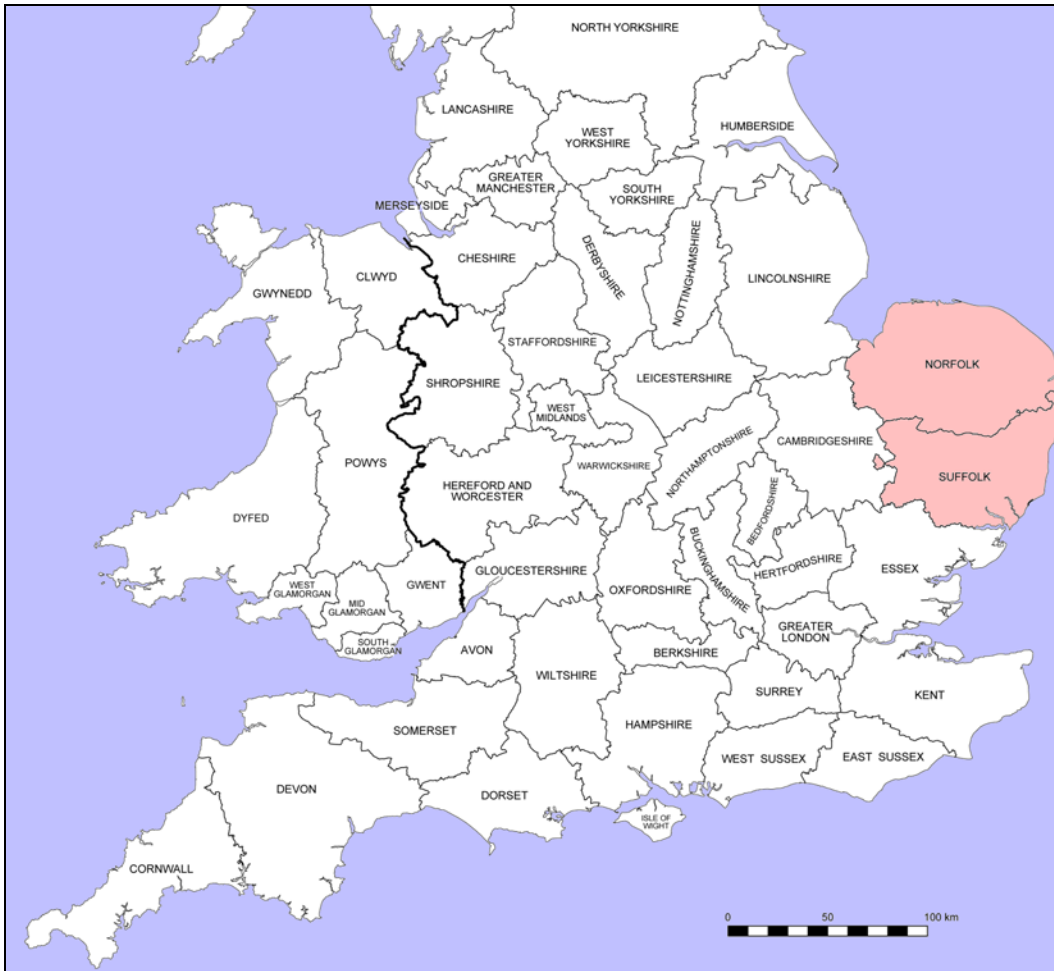 NORTH YORKSHIRE
LANCASHIRE
WEST
YORKSHIRE
HUMBERSIDE
GREATER
MANCHESTER
SOUTH
YORKSHIRE
MERSEYSIDE
CHESHIRE
DERBYSHIRE
NOTTINGHAMSHIRE
LINCOLNSHIRE
CLWYD
GWYNEDD
STAFFORDSHIRE
NORFOLK
SHROPSHIRE
LEICESTERSHIRE
WEST
MIDLANDS
CAMBRIDGESHIRE
POWYS
WARWICKSHIRE
NORTHAMPTONSHIRE
SUFFOLK
HEREFORD AND
WORCESTER
BEDFORDSHIRE
DYFED
BUCKINGHAMSHIRE
GLOUCESTERSHIRE
HERTFORDSHIRE
ESSEX
WEST
GLAMORGAN
GWENT
OXFORDSHIRE
MID
GLAMORGAN
GREATER
LONDON
SOUTH
GLAMORGAN
AVON
BERKSHIRE
WILTSHIRE
SURREY
KENT
SOMERSET
HAMPSHIRE
WEST SUSSEX
EAST SUSSEX
DEVON
DORSET
ISLE OF
WIGHT
CORNWALL
0 50 100 km